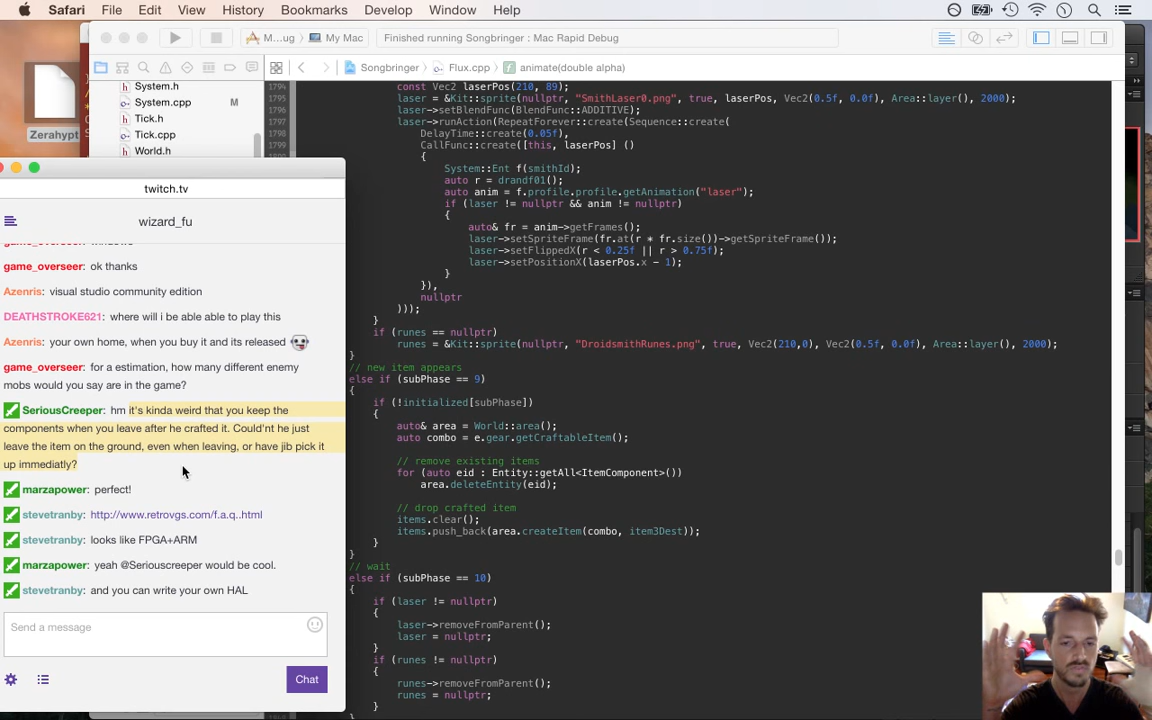 Safari File Edit View History Bookmarks Develop Window Help
M...ug My Mac Finished running Songbringer : Mac Rapid Debug
Songbringer Flux.cpp animate(double alpha)
System.h
System.cpp M
Tick.h
Tick.cpp
World.h
Zerahypt
twitch.tv
wizard_fu
game_overseer: ok thanks
Azenris: visual studio community edition
DEATHSTROKE621: where will i be able able to play this
Azenris: your own home, when you buy it and its released
game_overseer: for a estimation, how many different enemy
mobs would you say are in the game?
SeriousCreeper: hm it's kinda weird that you keep the
components when you leave after he crafted it. Could'nt he just
leave the item on the ground, even when leaving, or have jib pick it
up immediatly?
marzapower: perfect!
stevetranby: http://www.retrovgs.com/f.a.q..html
stevetranby: looks like FPGA+ARM
marzapower: yeah @Seriouscreeper would be cool.
stevetranby: and you can write your own HAL
Send a message
Chat
1794 const Vec2 laserPos(210, 89);
1795 laser = &Kit::sprite(nullptr, "SmithLaser0.png", true, laserPos, Vec2(0.5f, 0.0f), Area::layer(), 2000);
1796 laser->setBlendFunc(BlendFunc::ADDITIVE);
1797 laser->runAction(RepeatForever::create(Sequence::create(
1798 DelayTime::create(0.05f),
1799 CallFunc::create([this, laserPos] ()
{
System::Ent f(smithId);
auto r = drandf01();
auto anim = f.profile.profile.getAnimation("laser");
if (laser != nullptr && anim != nullptr)
{
auto& fr = anim->getFrames();
laser->setSpriteFrame(fr.at(r * fr.size())->getSpriteFrame());
laser->setFlippedX(r < 0.25f || r > 0.75f);
laser->setPositionX(laserPos.x - 1);
}
}),
nullptr
)));
}
if (runes == nullptr)
runes = &Kit::sprite(nullptr, "DroidsmithRunes.png", true, Vec2(210,0), Vec2(0.5f, 0.0f), Area::layer(), 2000);
}
// new item appears
else if (subPhase == 9)
{
if (!initialized[subPhase])
{
auto& area = World::area();
auto combo = e.gear.getCraftableItem();
// remove existing items
for (auto eid : Entity::getAll<ItemComponent>())
area.deleteEntity(eid);
// drop crafted item
items.clear();
items.push_back(area.createItem(combo, item3Dest));
}
}
// wait
else if (subPhase == 10)
{
if (laser != nullptr)
{
laser->removeFromParent();
laser = nullptr;
}
if (runes != nullptr)
{
runes->removeFromParent();
runes = nullptr;
}